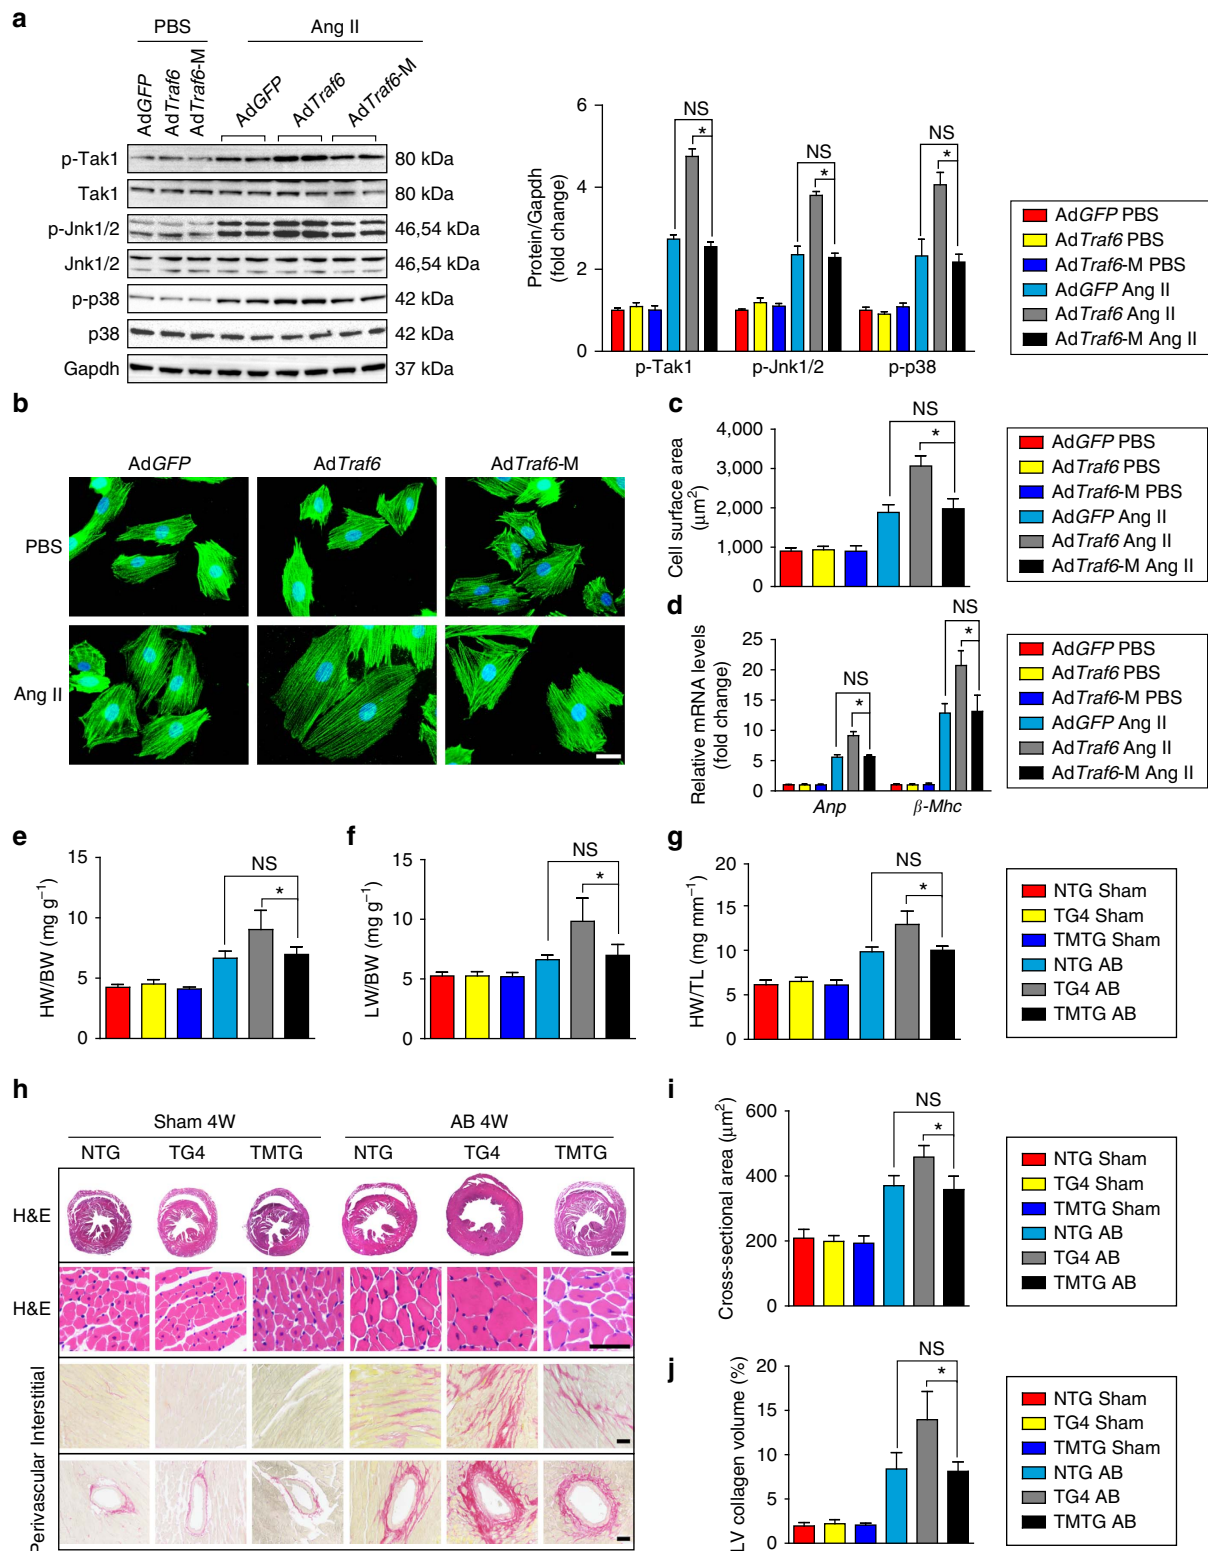 a
PBS
Ang II
AdGFP
AdTraf6
AdTraf6-M
AdGFP
AdTraf6
AdTraf6-M
p-Tak1
80 kDa
Tak1
80 kDa
p-Jnk1/2
46,54 kDa
Jnk1/2
46,54 kDa
p-p38
42 kDa
p38
42 kDa
Gapdh
37 kDa
Protein/Gapdh
(fold change)
6
4
2
0
NS
*
NS
*
NS
*
p-Tak1
p-Jnk1/2
p-p38
AdGFP PBS
AdTraf6 PBS
AdTraf6-M PBS
AdGFP Ang II
AdTraf6 Ang II
AdTraf6-M Ang II
b
AdGFP
AdTraf6
AdTraf6-M
PBS
Ang II
c
Cell surface area
(μm²)
4,000
3,000
2,000
1,000
0
NS
*
AdGFP PBS
AdTraf6 PBS
AdTraf6-M PBS
AdGFP Ang II
AdTraf6 Ang II
AdTraf6-M Ang II
d
Relative mRNA levels
(fold change)
25
20
15
10
5
0
NS
*
NS
*
Anp
β-Mhc
AdGFP PBS
AdTraf6 PBS
AdTraf6-M PBS
AdGFP Ang II
AdTraf6 Ang II
AdTraf6-M Ang II
e
HW/BW (mg g⁻¹)
15
10
5
0
NS
*
f
LW/BW (mg g⁻¹)
15
10
5
0
NS
*
g
HW/TL (mg mm⁻¹)
20
15
10
5
0
NS
*
NTG Sham
TG4 Sham
TMTG Sham
NTG AB
TG4 AB
TMTG AB
h
Sham 4W
AB 4W
NTG
TG4
TMTG
NTG
TG4
TMTG
H&E
H&E
Interstitial
Perivascular
i
Cross-sectional area (μm²)
600
400
200
0
NS
*
NTG Sham
TG4 Sham
TMTG Sham
NTG AB
TG4 AB
TMTG AB
j
LV collagen volume (%)
20
15
10
5
0
NS
*
NTG Sham
TG4 Sham
TMTG Sham
NTG AB
TG4 AB
TMTG AB